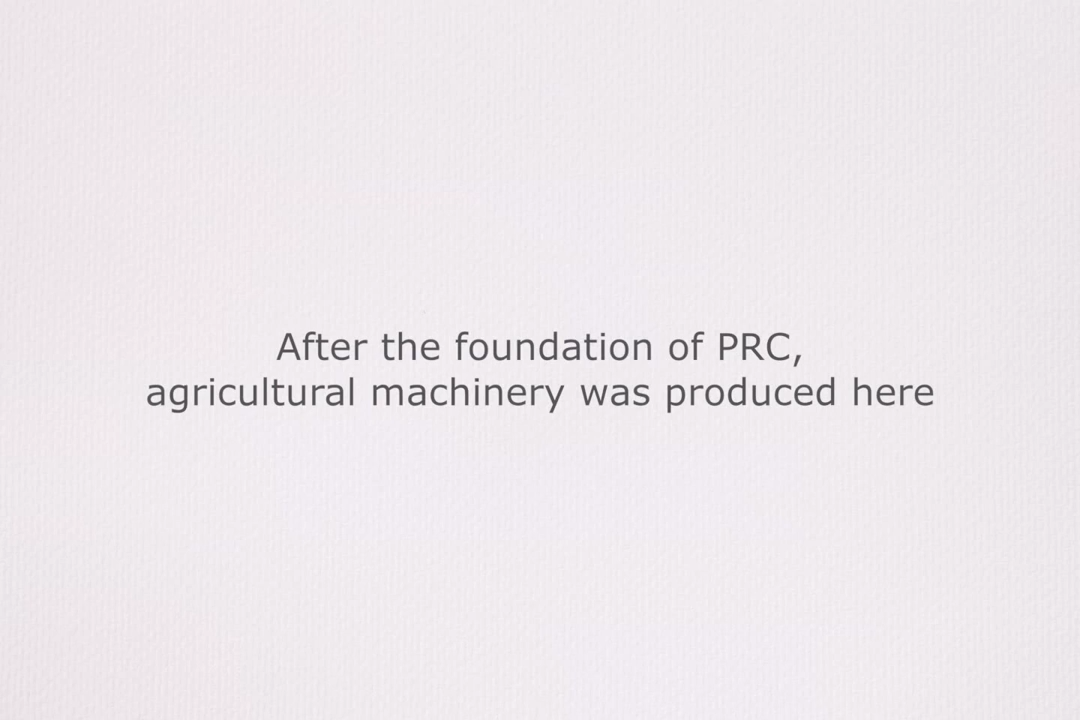 After the foundation of PRC,
agricultural machinery was produced here